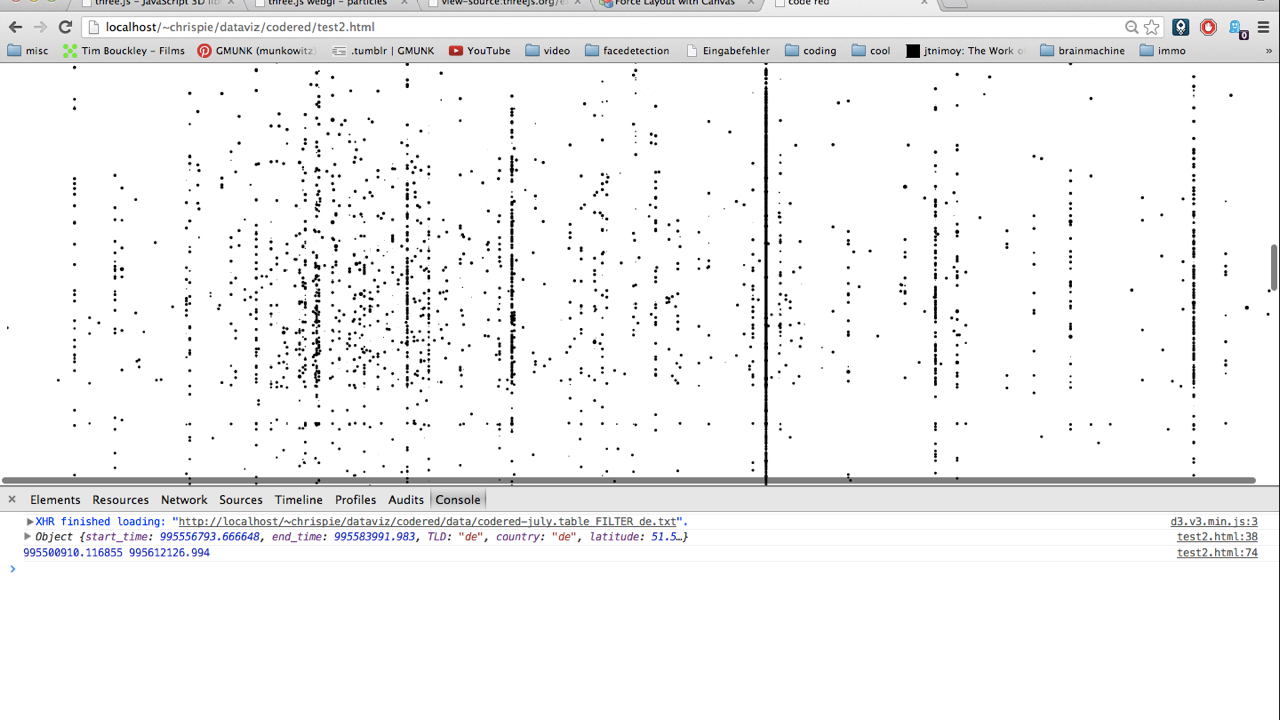 three.js - JavaScript 3D lib
three.js webgl - particles
view-source:threejs.org/e
Force Layout with Canvas
code red
localhost/~chrispie/dataviz/codered/test2.html
misc
Tim Bouckley - Films
GMUNK (munkowitz)
.tumblr | GMUNK
YouTube
video
facedetection
Eingabefehler
coding
cool
jtnimoy: The Work o
brainmachine
immo
»
0
Elements Resources Network Sources Timeline Profiles Audits Console
XHR finished loading: "http://localhost/~chrispie/dataviz/codered/data/codered-july.table_FILTER_de.txt". d3.v3.min.js:3
Object {start_time: 995556793.666648, end_time: 995583991.983, TLD: "de", country: "de", latitude: 51.5…} test2.html:38
995500910.116855 995612126.994 test2.html:74